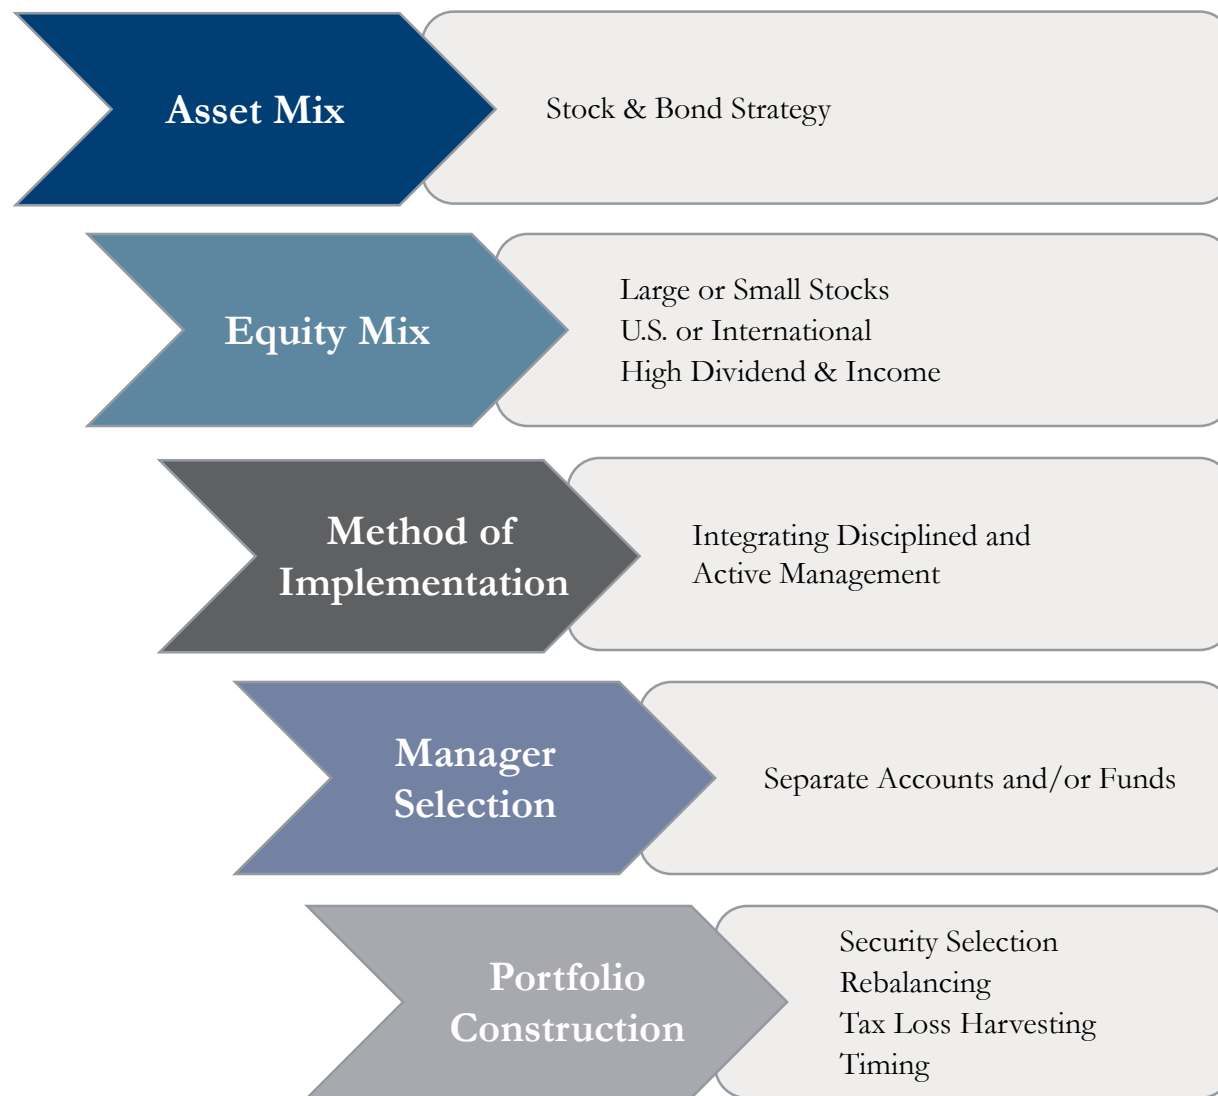 Asset Mix
Stock & Bond Strategy
Equity Mix
Large or Small Stocks
U.S. or International
High Dividend & Income
Method of
Implementation
Integrating Disciplined and
Active Management
Manager
Selection
Separate Accounts and/or Funds
Portfolio
Construction
Security Selection
Rebalancing
Tax Loss Harvesting
Timing